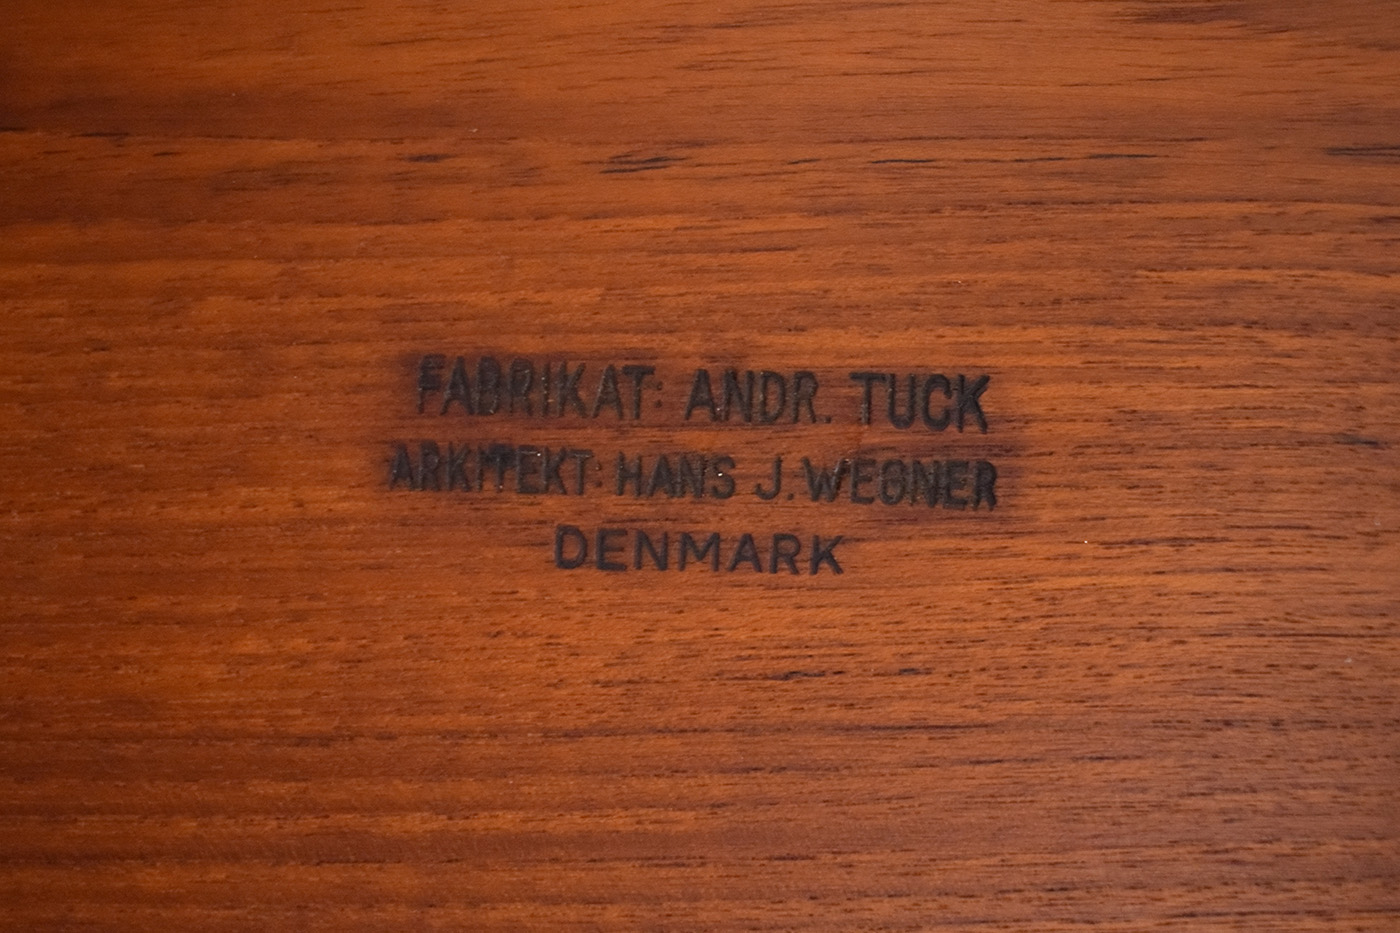 FABRIKAT: ANDR. TUCK
ARKITEKT: HANS J. WEGNER
DENMARK